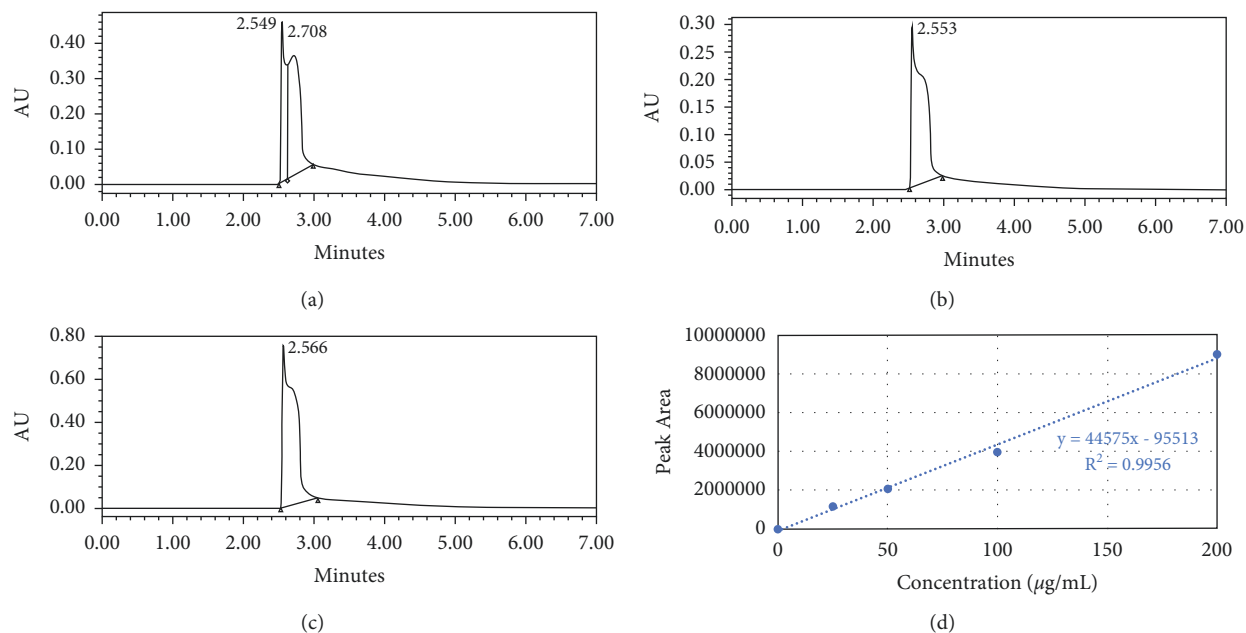 2.549
2.708
0.40
0.30
0.20
0.10
0.00
AU
0.00 1.00 2.00 3.00 4.00 5.00 6.00 7.00
Minutes
(a)
2.553
0.30
0.25
0.20
0.15
0.10
0.05
0.00
AU
0.00 1.00 2.00 3.00 4.00 5.00 6.00 7.00
Minutes
(b)
2.566
0.80
0.60
0.40
0.20
0.00
AU
0.00 1.00 2.00 3.00 4.00 5.00 6.00 7.00
Minutes
(c)
10000000
8000000
6000000
4000000
2000000
0
Peak Area
y = 44575x - 95513
R² = 0.9956
0 50 100 150 200
Concentration (µg/mL)
(d)